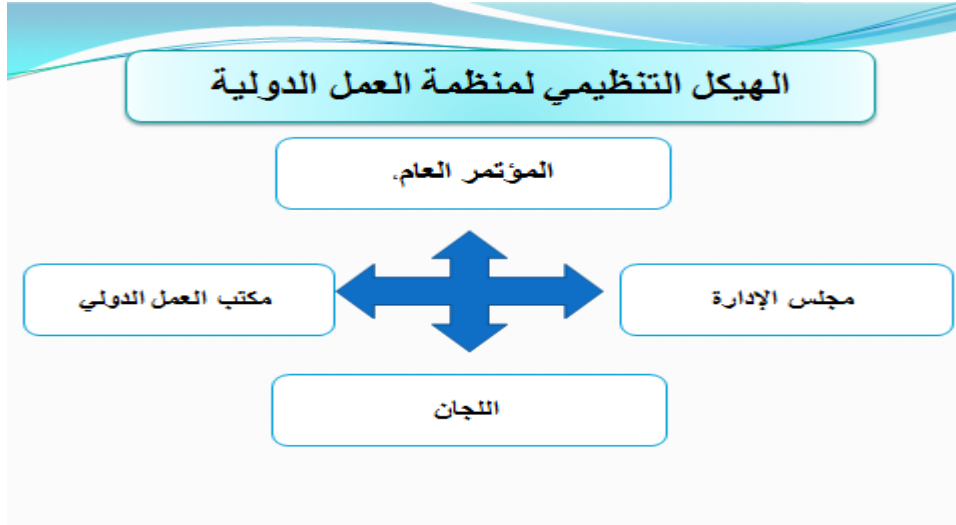 الهيكل التنظيمي لمنظمة العمل الدولية
المؤتمر العام،
مجلس الإدارة
مكتب العمل الدولي
اللجان